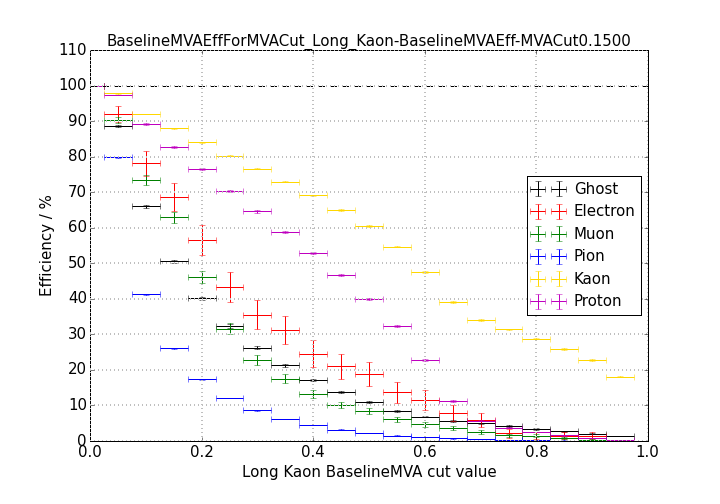 BaselineMVAEffForMVACut_Long_Kaon-BaselineMVAEff-MVACut0.1500
110
100
90
80
70
60
50
40
30
20
10
0
Efficiency / %
Ghost
Electron
Muon
Pion
Kaon
Proton
0.0 0.2 0.4 0.6 0.8 1.0
Long Kaon BaselineMVA cut value